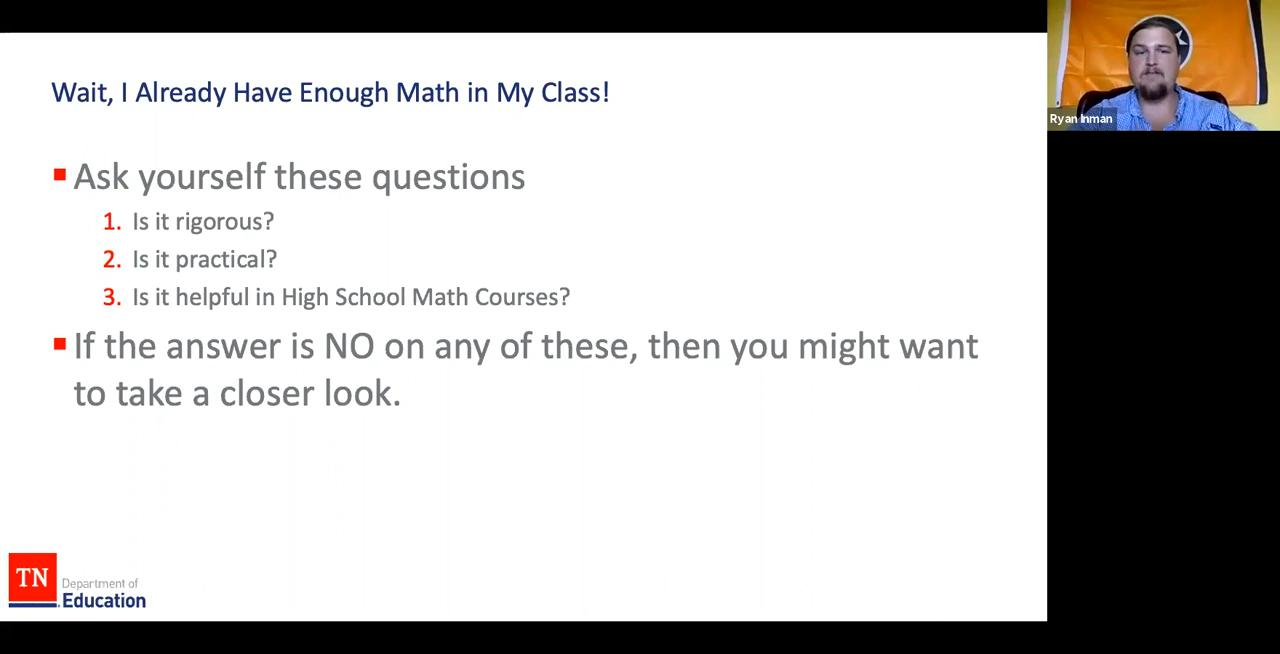 Wait, I Already Have Enough Math in My Class!
Ryan Inman
Ask yourself these questions
1. Is it rigorous?
2. Is it practical?
3. Is it helpful in High School Math Courses?
If the answer is NO on any of these, then you might want
to take a closer look.
TN
Department of
Education